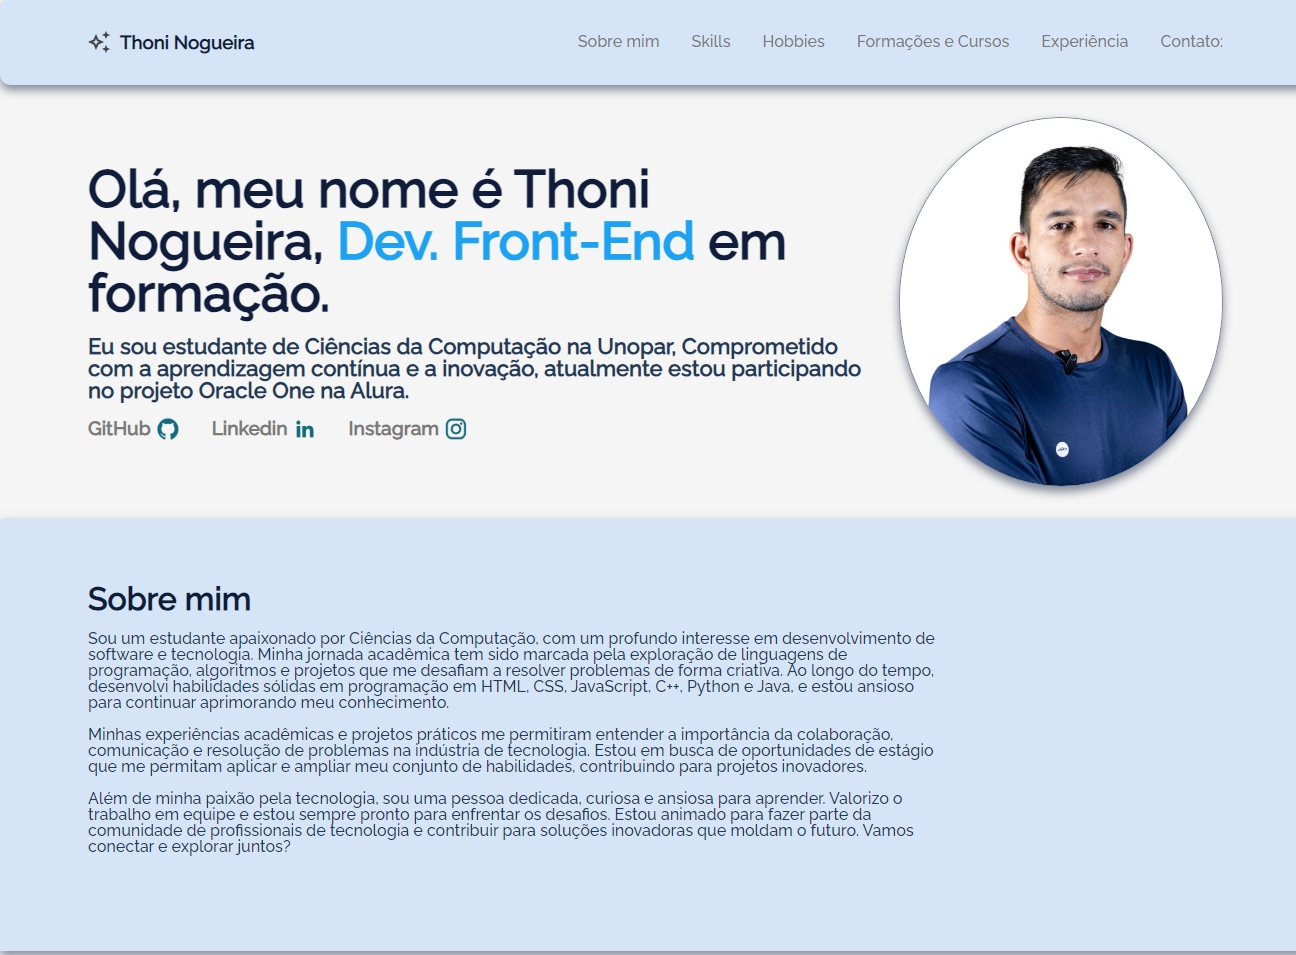 Thoni Nogueira
Sobre mim Skills Hobbies Formações e Cursos Experiência Contato:
Olá, meu nome é Thoni
Nogueira, Dev. Front-End em
formação.
Eu sou estudante de Ciências da Computação na Unopar, Comprometido
com a aprendizagem contínua e a inovação, atualmente estou participando
no projeto Oracle One na Alura.
GitHub Linkedin Instagram
Sobre mim
Sou um estudante apaixonado por Ciências da Computação, com um profundo interesse em desenvolvimento de
software e tecnologia. Minha jornada acadêmica tem sido marcada pela exploração de linguagens de
programação, algoritmos e projetos que me desafiam a resolver problemas de forma criativa. Ao longo do tempo,
desenvolvi habilidades sólidas em programação em HTML, CSS, JavaScript, C++, Python e Java, e estou ansioso
para continuar aprimorando meu conhecimento.
Minhas experiências acadêmicas e projetos práticos me permitiram entender a importância da colaboração,
comunicação e resolução de problemas na indústria de tecnologia. Estou em busca de oportunidades de estágio
que me permitam aplicar e ampliar meu conjunto de habilidades, contribuindo para projetos inovadores.
Além de minha paixão pela tecnologia, sou uma pessoa dedicada, curiosa e ansiosa para aprender. Valorizo o
trabalho em equipe e estou sempre pronto para enfrentar os desafios. Estou animado para fazer parte da
comunidade de profissionais de tecnologia e contribuir para soluções inovadoras que moldam o futuro. Vamos
conectar e explorar juntos?